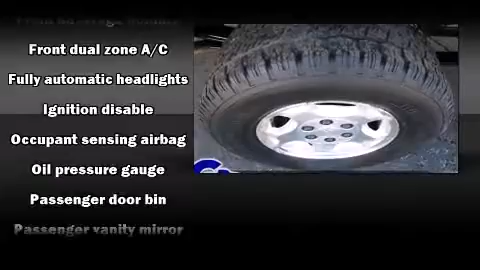 Front dual zone A/C
Fully automatic headlights
Ignition disable
Occupant sensing airbag
Oil pressure gauge
Passenger door bin
Passenger vanity mirror